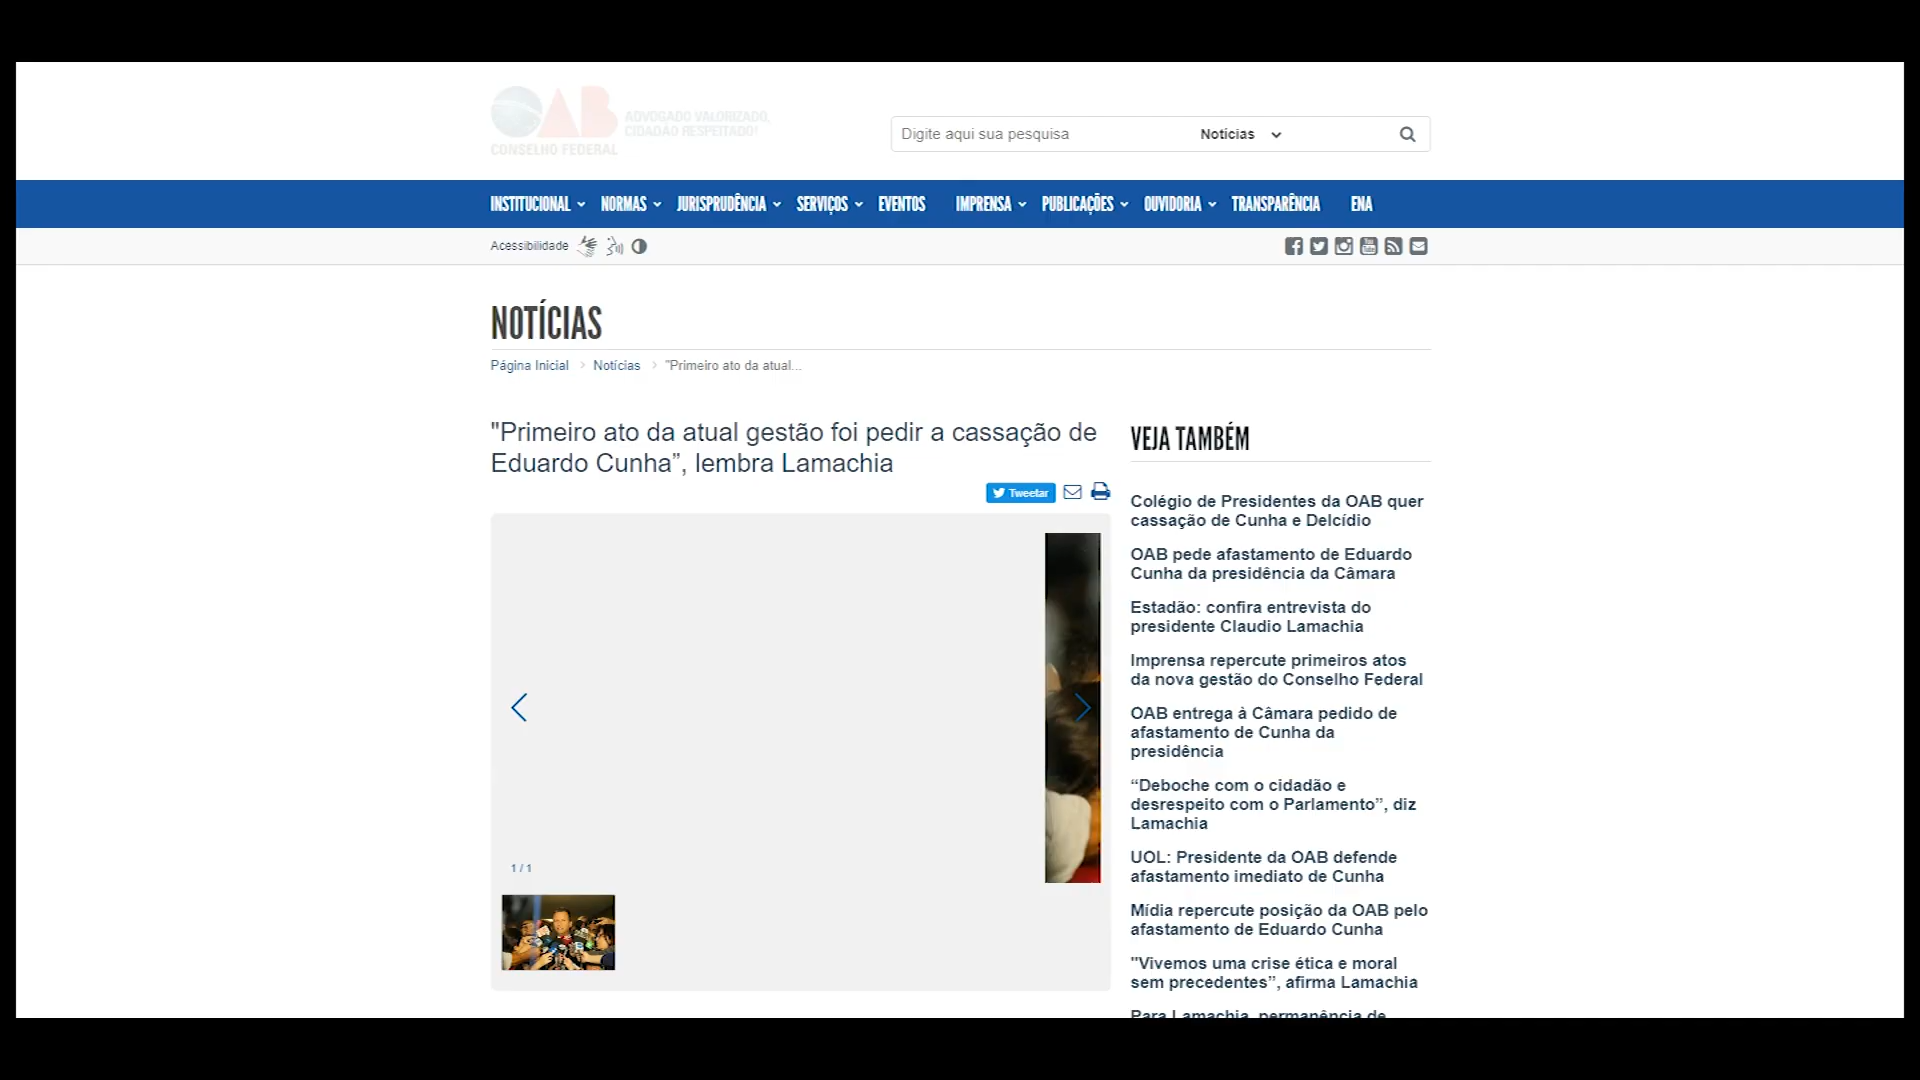 OAB
ADVOGADO VALORIZADO,
CIDADÃO RESPEITADO!
CONSELHO FEDERAL
Digite aqui sua pesquisa Notícias
INSTITUCIONAL NORMAS JURISPRUDÊNCIA SERVIÇOS EVENTOS IMPRENSA PUBLICAÇÕES OUVIDORIA TRANSPARÊNCIA ENA
Acessibilidade
NOTÍCIAS
Página Inicial Notícias "Primeiro ato da atual...
"Primeiro ato da atual gestão foi pedir a cassação de
Eduardo Cunha”, lembra Lamachia
Tweetar
1 / 1
VEJA TAMBÉM
Colégio de Presidentes da OAB quer
cassação de Cunha e Delcídio
OAB pede afastamento de Eduardo
Cunha da presidência da Câmara
Estadão: confira entrevista do
presidente Claudio Lamachia
Imprensa repercute primeiros atos
da nova gestão do Conselho Federal
OAB entrega à Câmara pedido de
afastamento de Cunha da
presidência
“Deboche com o cidadão e
desrespeito com o Parlamento”, diz
Lamachia
UOL: Presidente da OAB defende
afastamento imediato de Cunha
Mídia repercute posição da OAB pelo
afastamento de Eduardo Cunha
"Vivemos uma crise ética e moral
sem precedentes”, afirma Lamachia
Para Lamachia, permanência de